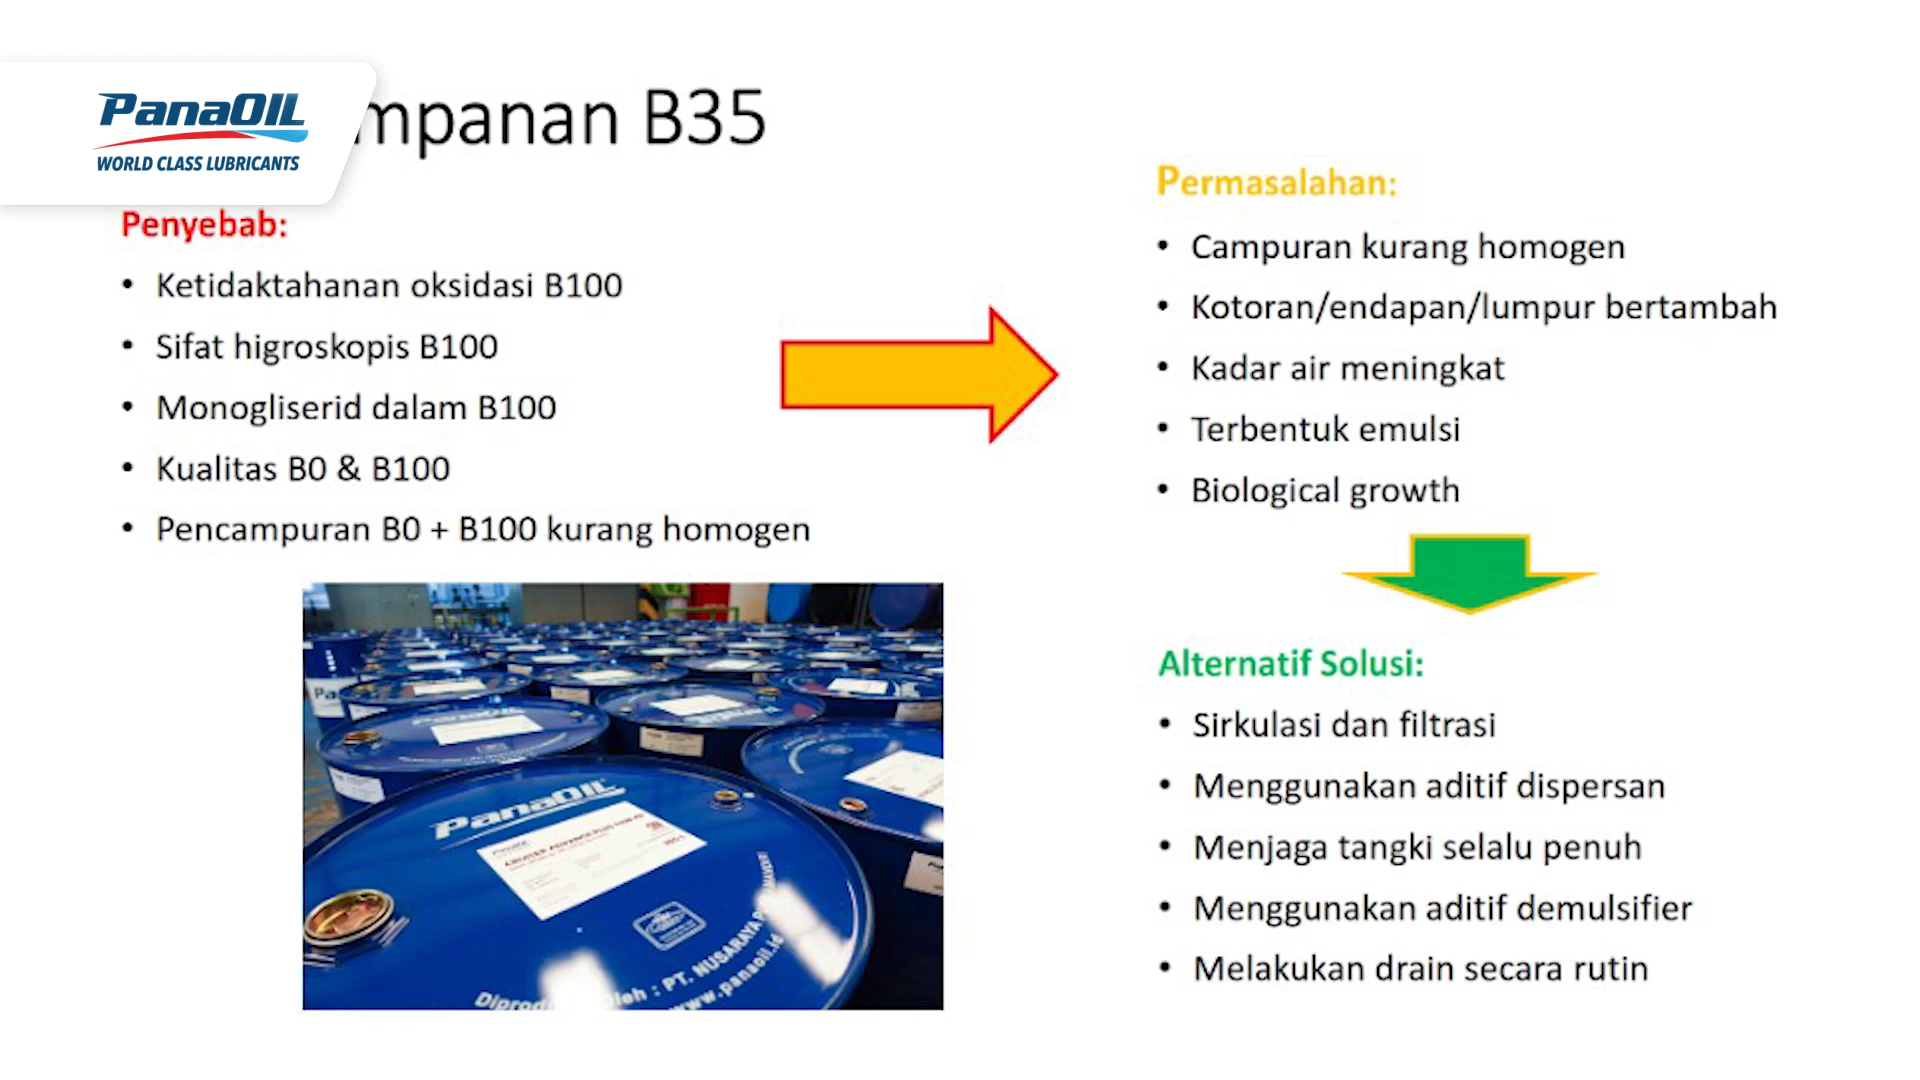 PanaOIL
WORLD CLASS LUBRICANTS
mpanan B35
Penyebab:
• Ketidaktahanan oksidasi B100
• Sifat higroskopis B100
• Monogliserid dalam B100
• Kualitas B0 & B100
• Pencampuran B0 + B100 kurang homogen
Permasalahan:
• Campuran kurang homogen
• Kotoran/endapan/lumpur bertambah
• Kadar air meningkat
• Terbentuk emulsi
• Biological growth
Alternatif Solusi:
• Sirkulasi dan filtrasi
• Menggunakan aditif dispersan
• Menjaga tangki selalu penuh
• Menggunakan aditif demulsifier
• Melakukan drain secara rutin
PanaOIL
PanaOIL
: PT. NUSARAYA
www.panaoil.id